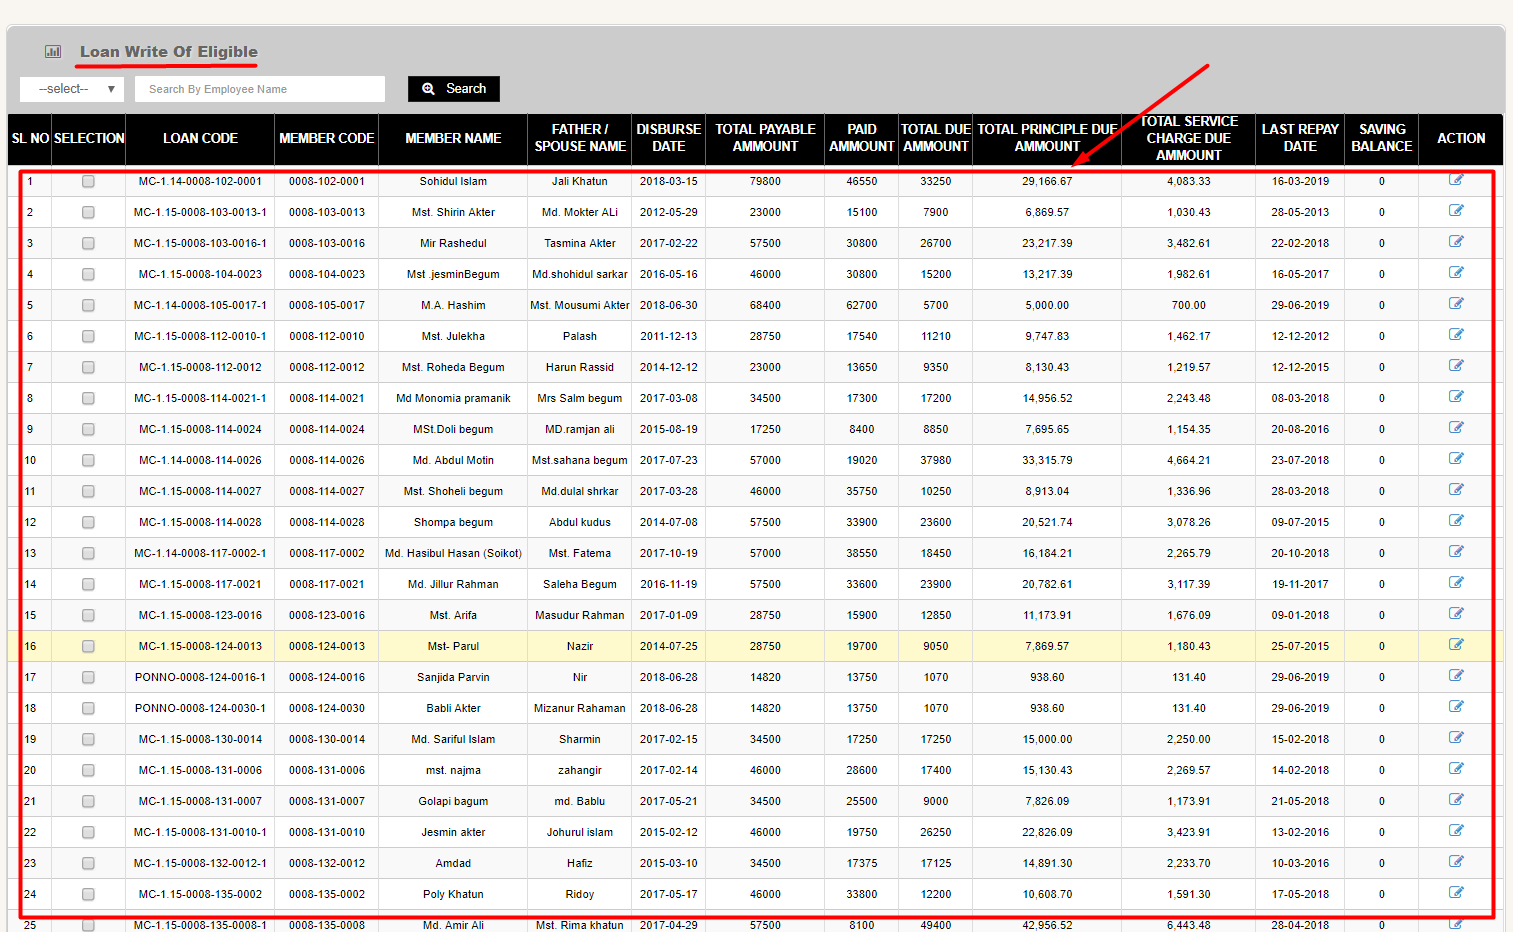 Loan Write Of Eligible
--select-- Search By Employee Name Search
SL NO SELECTION LOAN CODE MEMBER CODE MEMBER NAME FATHER / SPOUSE NAME DISBURSE DATE TOTAL PAYABLE AMMOUNT PAID AMMOUNT TOTAL DUE AMMOUNT TOTAL PRINCIPLE DUE AMMOUNT TOTAL SERVICE CHARGE DUE AMMOUNT LAST REPAY DATE SAVING BALANCE ACTION
1 MC-1.14-0008-102-0001 0008-102-0001 Sohidul Islam Jali Khatun 2018-03-15 79800 46550 33250 29,166.67 4,083.33 16-03-2019 0
2 MC-1.15-0008-103-0013-1 0008-103-0013 Mst. Shirin Akter Md. Mokter ALi 2012-05-29 23000 15100 7900 6,869.57 1,030.43 28-05-2013 0
3 MC-1.15-0008-103-0016-1 0008-103-0016 Mir Rashedul Tasmina Akter 2017-02-22 57500 30800 26700 23,217.39 3,482.61 22-02-2018 0
4 MC-1.15-0008-104-0023 0008-104-0023 Mst .jesminBegum Md.shohidul sarkar 2016-05-16 46000 30800 15200 13,217.39 1,982.61 16-05-2017 0
5 MC-1.14-0008-105-0017-1 0008-105-0017 M.A. Hashim Mst. Mousumi Akter 2018-06-30 68400 62700 5700 5,000.00 700.00 29-06-2019 0
6 MC-1.15-0008-112-0010-1 0008-112-0010 Mst. Julekha Palash 2011-12-13 28750 17540 11210 9,747.83 1,462.17 12-12-2012 0
7 MC-1.15-0008-112-0012 0008-112-0012 Mst. Roheda Begum Harun Rassid 2014-12-12 23000 13650 9350 8,130.43 1,219.57 12-12-2015 0
8 MC-1.15-0008-114-0021-1 0008-114-0021 Md Monomia pramanik Mrs Salm begum 2017-03-08 34500 17300 17200 14,956.52 2,243.48 08-03-2018 0
9 MC-1.15-0008-114-0024 0008-114-0024 MSt.Doli begum MD.ramjan ali 2015-08-19 17250 8400 8850 7,695.65 1,154.35 20-08-2016 0
10 MC-1.14-0008-114-0026 0008-114-0026 Md. Abdul Motin Mst.sahana begum 2017-07-23 57000 19020 37980 33,315.79 4,664.21 23-07-2018 0
11 MC-1.15-0008-114-0027 0008-114-0027 Mst. Shoheli begum Md.dulal shrkar 2017-03-28 46000 35750 10250 8,913.04 1,336.96 28-03-2018 0
12 MC-1.15-0008-114-0028 0008-114-0028 Shompa begum Abdul kudus 2014-07-08 57500 33900 23600 20,521.74 3,078.26 09-07-2015 0
13 MC-1.14-0008-117-0002-1 0008-117-0002 Md. Hasibul Hasan (Soikot) Mst. Fatema 2017-10-19 57000 38550 18450 16,184.21 2,265.79 20-10-2018 0
14 MC-1.15-0008-117-0021 0008-117-0021 Md. Jillur Rahman Saleha Begum 2016-11-19 57500 33600 23900 20,782.61 3,117.39 19-11-2017 0
15 MC-1.15-0008-123-0016 0008-123-0016 Mst. Arifa Masudur Rahman 2017-01-09 28750 15900 12850 11,173.91 1,676.09 09-01-2018 0
16 MC-1.15-0008-124-0013 0008-124-0013 Mst- Parul Nazir 2014-07-25 28750 19700 9050 7,869.57 1,180.43 25-07-2015 0
17 PONNO-0008-124-0016-1 0008-124-0016 Sanjida Parvin Nir 2018-06-28 14820 13750 1070 938.60 131.40 29-06-2019 0
18 PONNO-0008-124-0030-1 0008-124-0030 Babli Akter Mizanur Rahaman 2018-06-28 14820 13750 1070 938.60 131.40 29-06-2019 0
19 MC-1.15-0008-130-0014 0008-130-0014 Md. Sariful Islam Sharmin 2017-02-15 34500 17250 17250 15,000.00 2,250.00 15-02-2018 0
20 MC-1.15-0008-131-0006 0008-131-0006 mst. najma zahangir 2017-02-14 46000 28600 17400 15,130.43 2,269.57 14-02-2018 0
21 MC-1.15-0008-131-0007 0008-131-0007 Golapi bagum md. Bablu 2017-05-21 34500 25500 9000 7,826.09 1,173.91 21-05-2018 0
22 MC-1.15-0008-131-0010-1 0008-131-0010 Jesmin akter Johurul islam 2015-02-12 46000 19750 26250 22,826.09 3,423.91 13-02-2016 0
23 MC-1.15-0008-132-0012-1 0008-132-0012 Amdad Hafiz 2015-03-10 34500 17375 17125 14,891.30 2,233.70 10-03-2016 0
24 MC-1.15-0008-135-0002 0008-135-0002 Poly Khatun Ridoy 2017-05-17 46000 33800 12200 10,608.70 1,591.30 17-05-2018 0
25 MC-1.15-0008-135-0008-1 0008-135-0008 Md. Amir Ali Mst. Rima khatun 2017-04-29 57500 8100 49400 42,956.52 6,443.48 28-04-2018 0